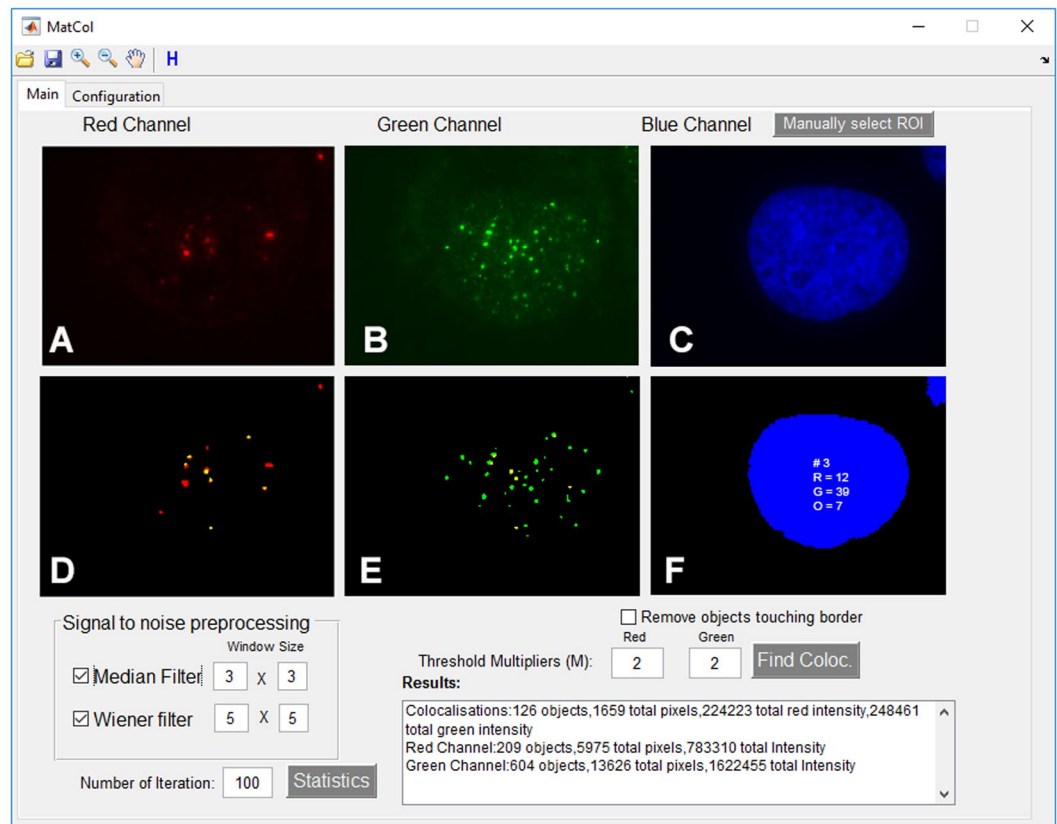 MatCol
H
Main Configuration
Red Channel Green Channel Blue Channel Manually select ROI
A B C
# 3
R = 12
G = 39
O = 7
D E F
Signal to noise preprocessing
Window Size
Median Filter 3 X 3
Wiener filter 5 X 5
Number of Iteration: 100 Statistics
Remove objects touching border
Red Green
Threshold Multipliers (M): 2 2 Find Coloc.
Results:
Colocalisations:126 objects,1659 total pixels,224223 total red intensity,248461
total green intensity
Red Channel:209 objects,5975 total pixels,783310 total Intensity
Green Channel:604 objects,13626 total pixels,1622455 total Intensity